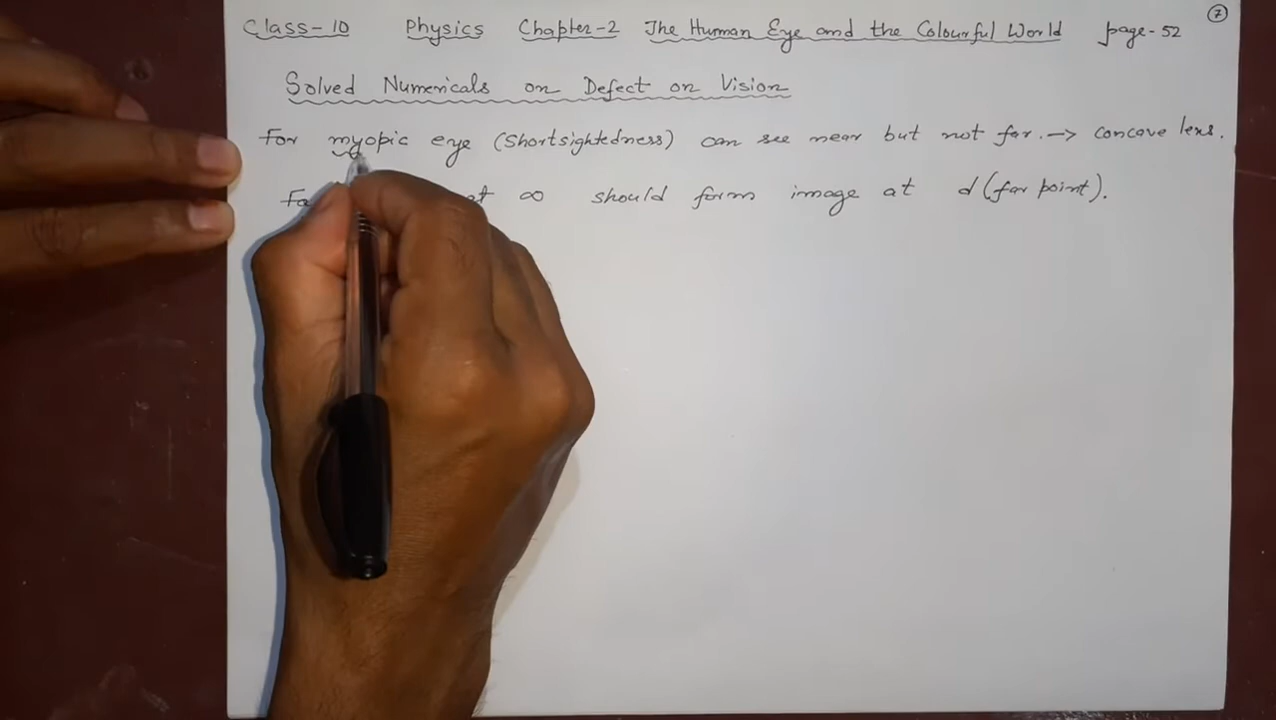 Class-10 Physics Chapter-2 The Human Eye and the Colourful World page-52 7
Solved Numericals on Defect on Vision
For myopic eye (Shortsightedness) can see near but not far. → concave lens.
at ∞ should form image at d (far point).